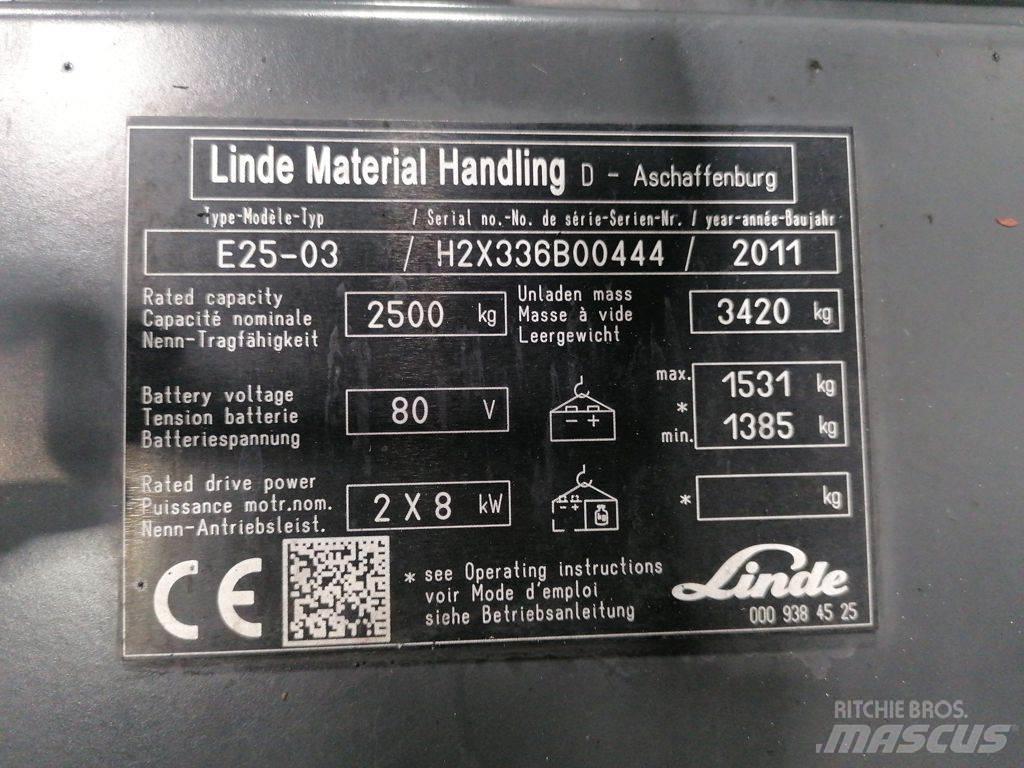 Linde Material Handling D - Aschaffenburg
Type-Modèle-Typ / Serial no.-No. de série-Serien-Nr. / year-année-Baujahr
E25-03 / H2X336B00444 / 2011
Rated capacity
Capacité nominale
Nenn-Tragfähigkeit
2500 kg
Unladen mass
Masse à vide
Leergewicht
3420 kg
Battery voltage
Tension batterie
Batteriespannung
80 V
- +
max. 1531 kg
*
min. 1385 kg
Rated drive power
Puissance motr.nom.
Nenn-Antriebsleist.
2 X 8 kW
kg
* kg
CE
* see Operating instructions
voir Mode d'emploi
siehe Betriebsanleitung
Linde
000 938 45 25
RITCHIE BROS.
MASCUS